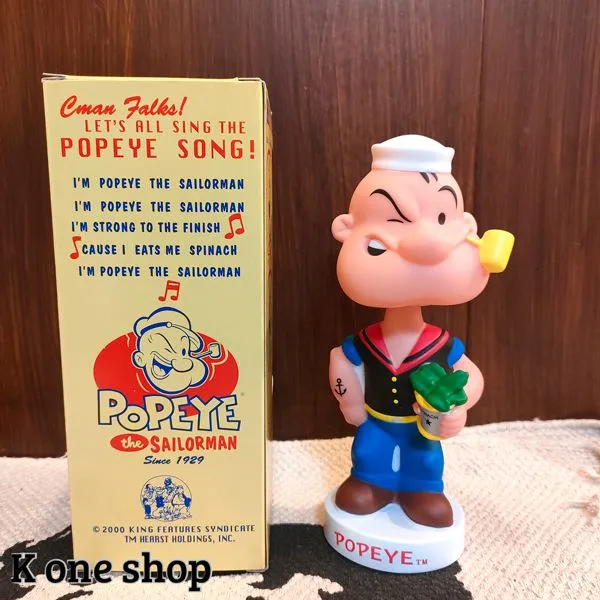 Cman Falks!
LET'S ALL SING THE
POPEYE SONG!
I'M POPEYE THE SAILORMAN
I'M POPEYE THE SAILORMAN
I'M STRONG TO THE FINISH
CAUSE I EATS ME SPINACH
I'M POPEYE THE SAILORMAN
POPEYE
the SAILORMAN
Since 1929
© 2000 KING FEATURES SYNDICATE
TM HEARST HOLDINGS, INC.
POPEYE TM
K one shop